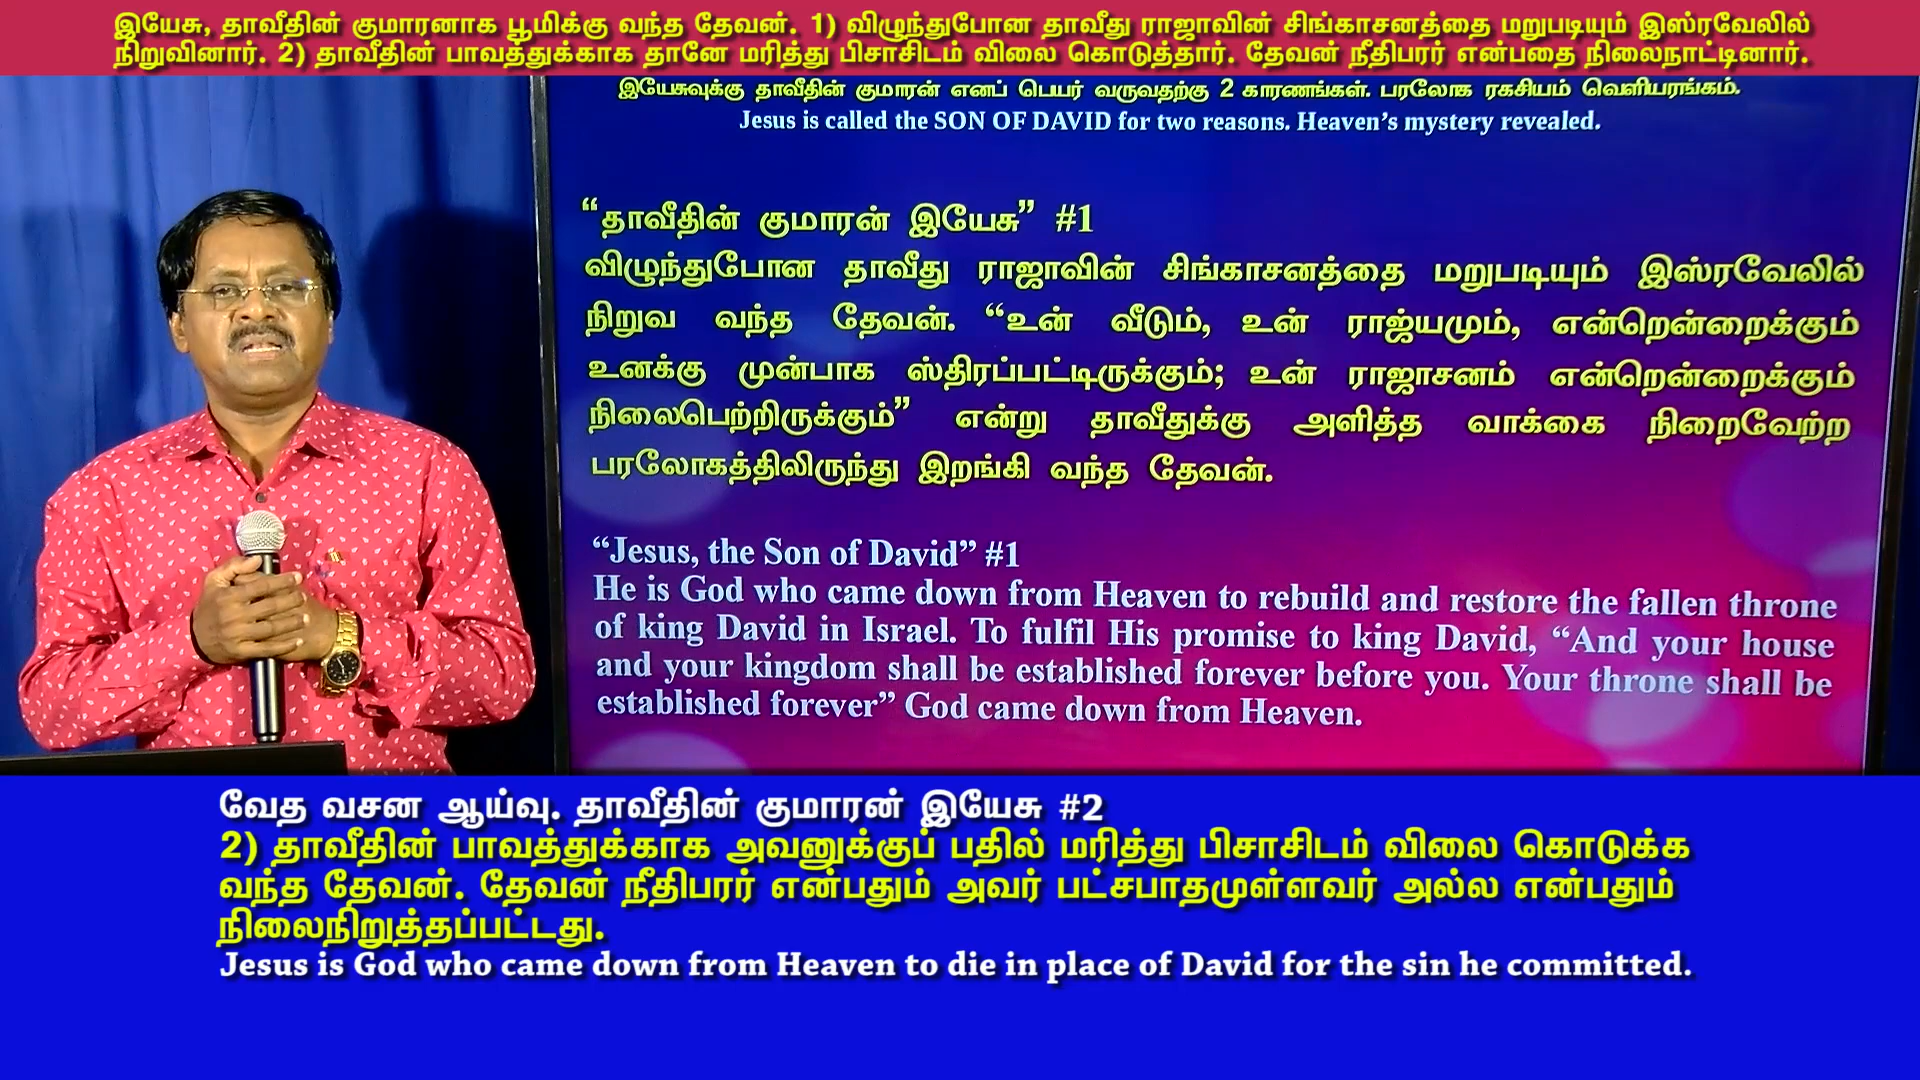 இயேசு, தாவீதின் குமாரனாக பூமிக்கு வந்த தேவன். 1) விழுந்துபோன தாவீது ராஜாவின் சிங்காசனத்தை மறுபடியும் இஸ்ரவேலில்
நிறுவினார். 2) தாவீதின் பாவத்துக்காக தானே மரித்து பிசாசிடம் விலை கொடுத்தார். தேவன் நீதிபரர் என்பதை நிலைநாட்டினார்.
இயேசுவுக்கு தாவீதின் குமாரன் எனப் பெயர் வருவதற்கு 2 காரணங்கள். பரலோக ரகசியம் வெளியரங்கம்.
Jesus is called the SON OF DAVID for two reasons. Heaven's mystery revealed.
“தாவீதின் குமாரன் இயேசு” #1
விழுந்துபோன தாவீது ராஜாவின் சிங்காசனத்தை மறுபடியும் இஸ்ரவேலில்
நிறுவ வந்த தேவன். “உன் வீடும், உன் ராஜ்யமும், என்றென்றைக்கும்
உனக்கு முன்பாக ஸ்திரப்பட்டிருக்கும்; உன் ராஜாசனம் என்றென்றைக்கும்
நிலைபெற்றிருக்கும்” என்று தாவீதுக்கு அளித்த வாக்கை நிறைவேற்ற
பரலோகத்திலிருந்து இறங்கி வந்த தேவன்.
“Jesus, the Son of David” #1
He is God who came down from Heaven to rebuild and restore the fallen throne
of king David in Israel. To fulfil His promise to king David, “And your house
and your kingdom shall be established forever before you. Your throne shall be
established forever” God came down from Heaven.
வேத வசன ஆய்வு. தாவீதின் குமாரன் இயேசு #2
2) தாவீதின் பாவத்துக்காக அவனுக்குப் பதில் மரித்து பிசாசிடம் விலை கொடுக்க
வந்த தேவன். தேவன் நீதிபரர் என்பதும் அவர் பட்சபாதமுள்ளவர் அல்ல என்பதும்
நிலைநிறுத்தப்பட்டது.
Jesus is God who came down from Heaven to die in place of David for the sin he committed.